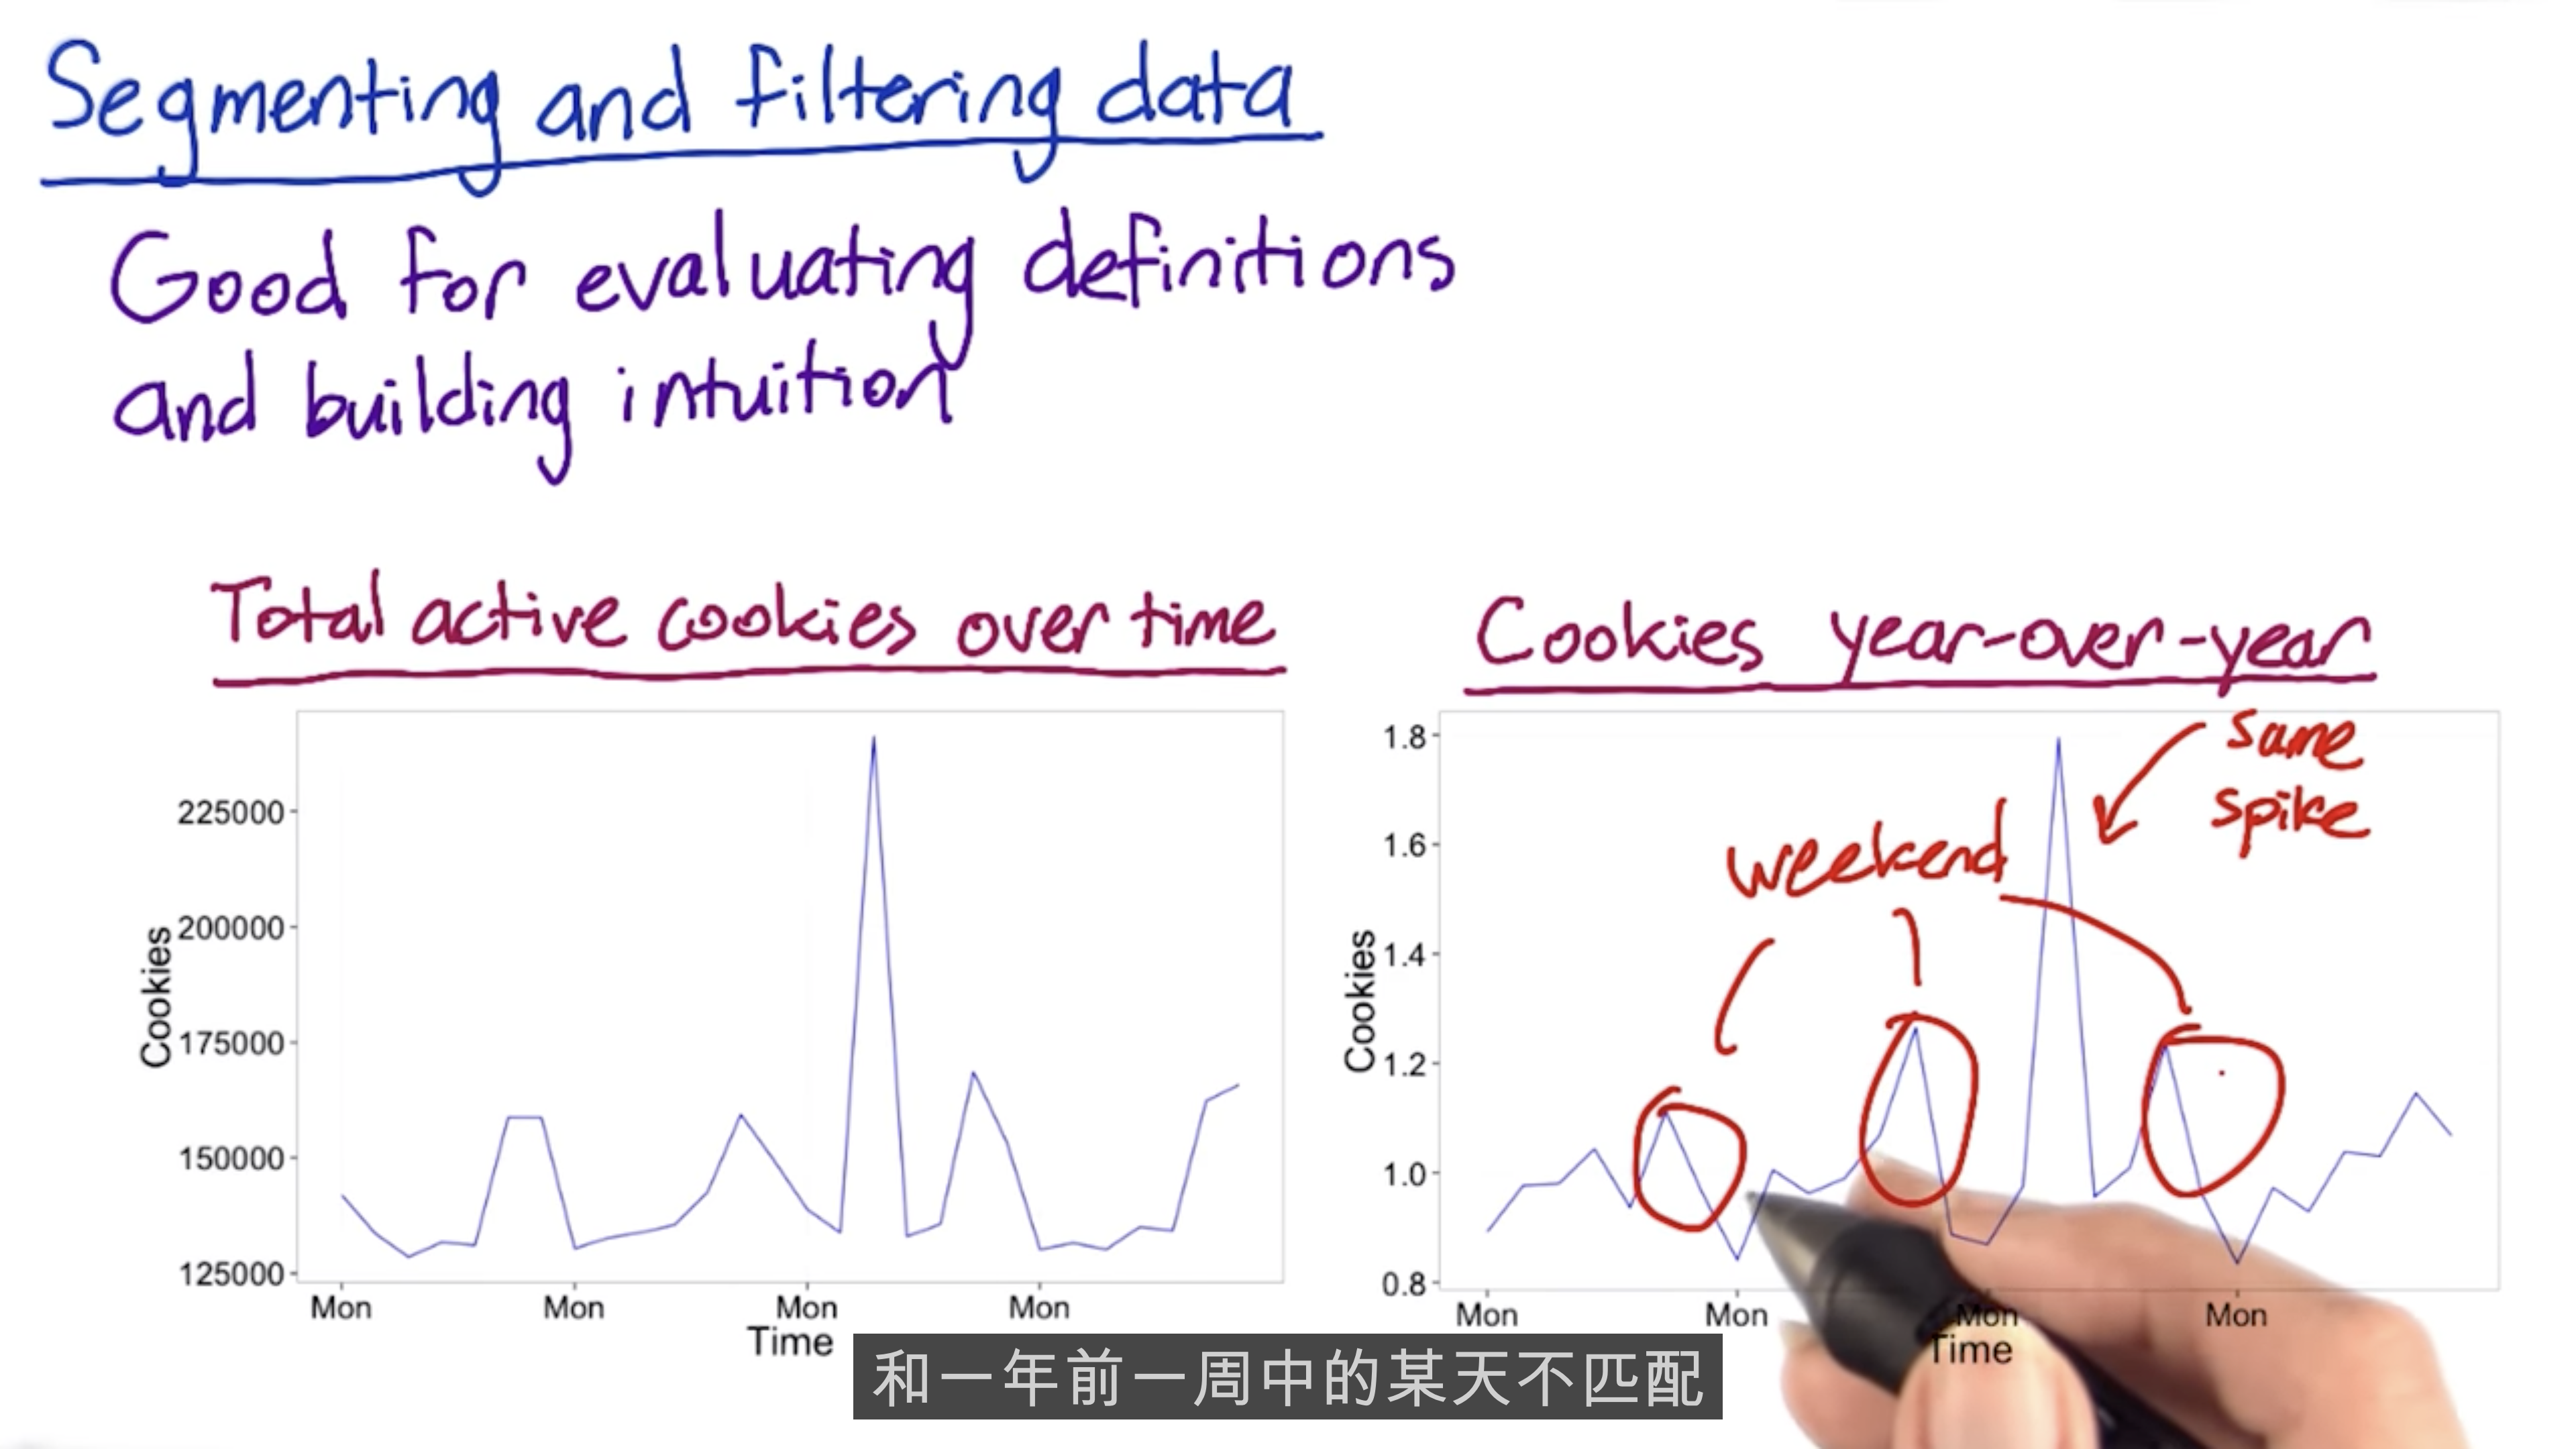 Segmenting and filtering data
Good for evaluating definitions
and building intuition
Total active cookies over time
Cookies
225000
200000
175000
150000
125000
Mon Mon Mon Mon
Time
Cookies year-over-year
same
spike
weekend
Cookies
1.8
1.6
1.4
1.2
1.0
0.8
Mon Mon Mon Mon
Time
和一年前一周中的某天不匹配